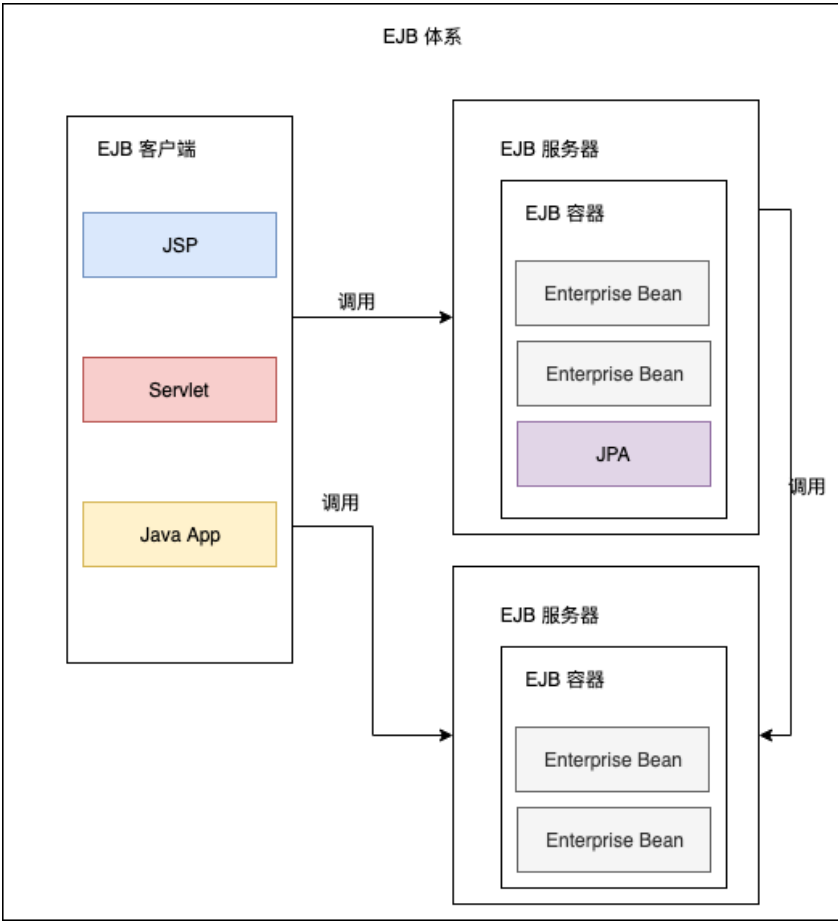 EJB 体系
EJB 客户端
JSP
Servlet
Java App
调用
调用
EJB 服务器
EJB 容器
Enterprise Bean
Enterprise Bean
JPA
调用
EJB 服务器
EJB 容器
Enterprise Bean
Enterprise Bean